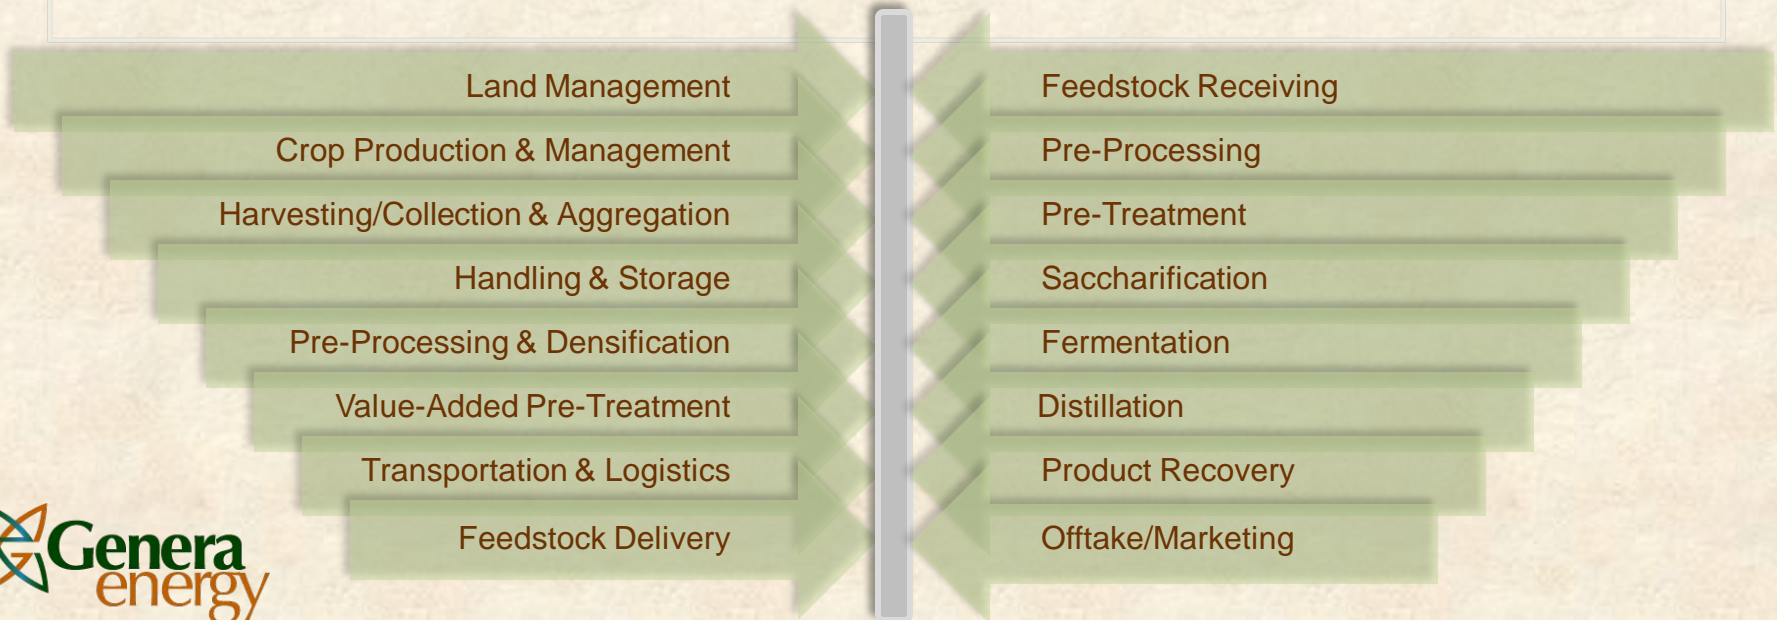 Land Management
Crop Production & Management
Harvesting/Collection & Aggregation
Handling & Storage
Pre-Processing & Densification
Value-Added Pre-Treatment
Transportation & Logistics
Feedstock Delivery
Feedstock Receiving
Pre-Processing
Pre-Treatment
Saccharification
Fermentation
Distillation
Product Recovery
Offtake/Marketing
Genera
energy